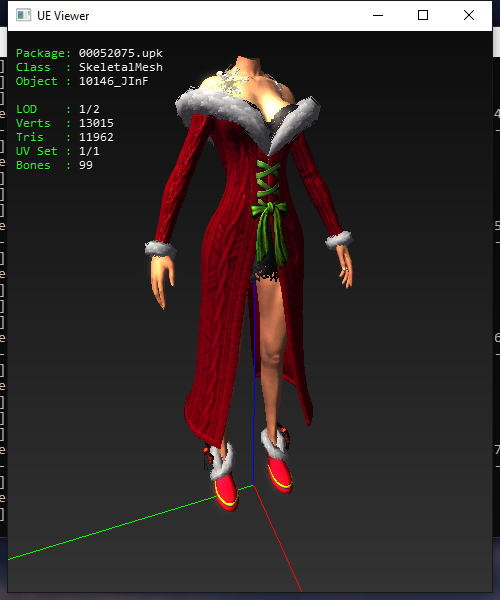 UE Viewer
Package: 00052075.upk
Class : SkeletalMesh
Object : 10146_JInF
LOD : 1/2
Verts : 13015
Tris : 11962
UV Set : 1/1
Bones : 99